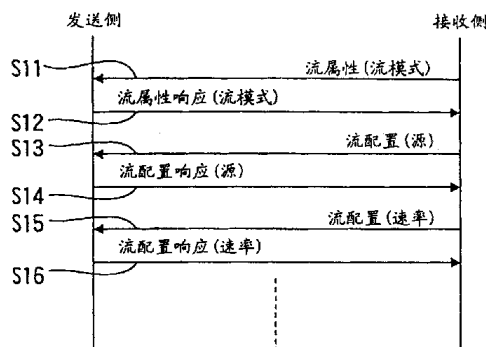 发送侧
接收侧
S11
流属性(流模式)
流属性响应(流模式)
S12
S13
流配置(源)
流配置响应(源)
S14
S15
流配置(速率)
流配置响应(速率)
S16